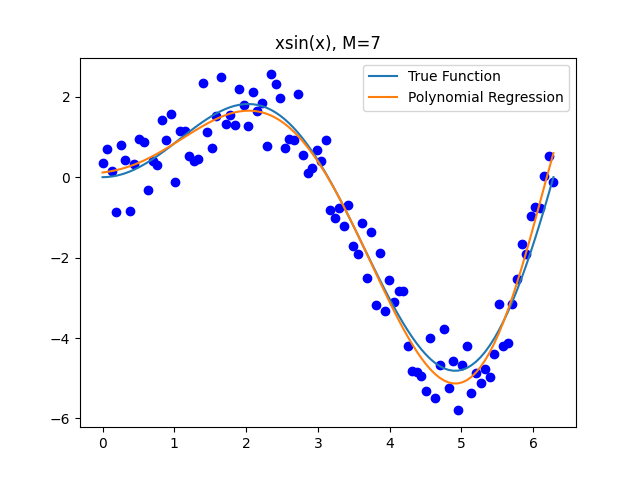 xsin(x), M=7
True Function
Polynomial Regression
2
0
−2
−4
−6
0 1 2 3 4 5 6